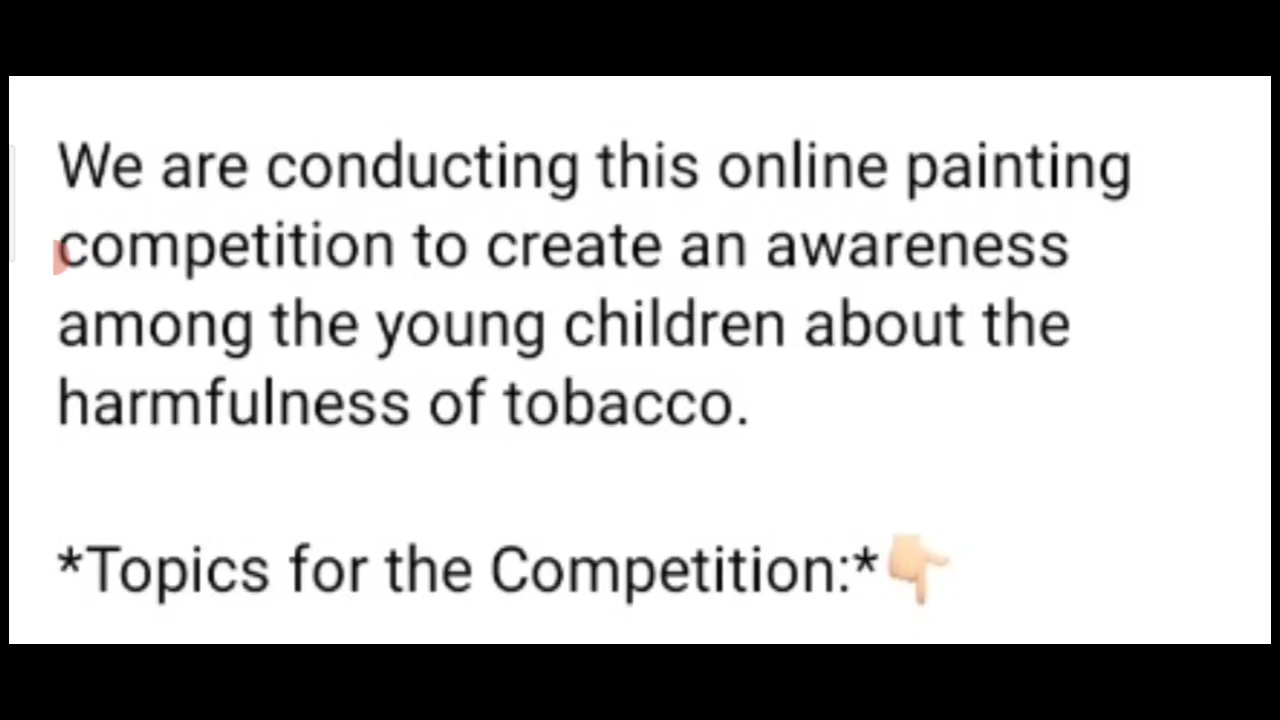 We are conducting this online painting
competition to create an awareness
among the young children about the
harmfulness of tobacco.
*Topics for the Competition:*👇🏻